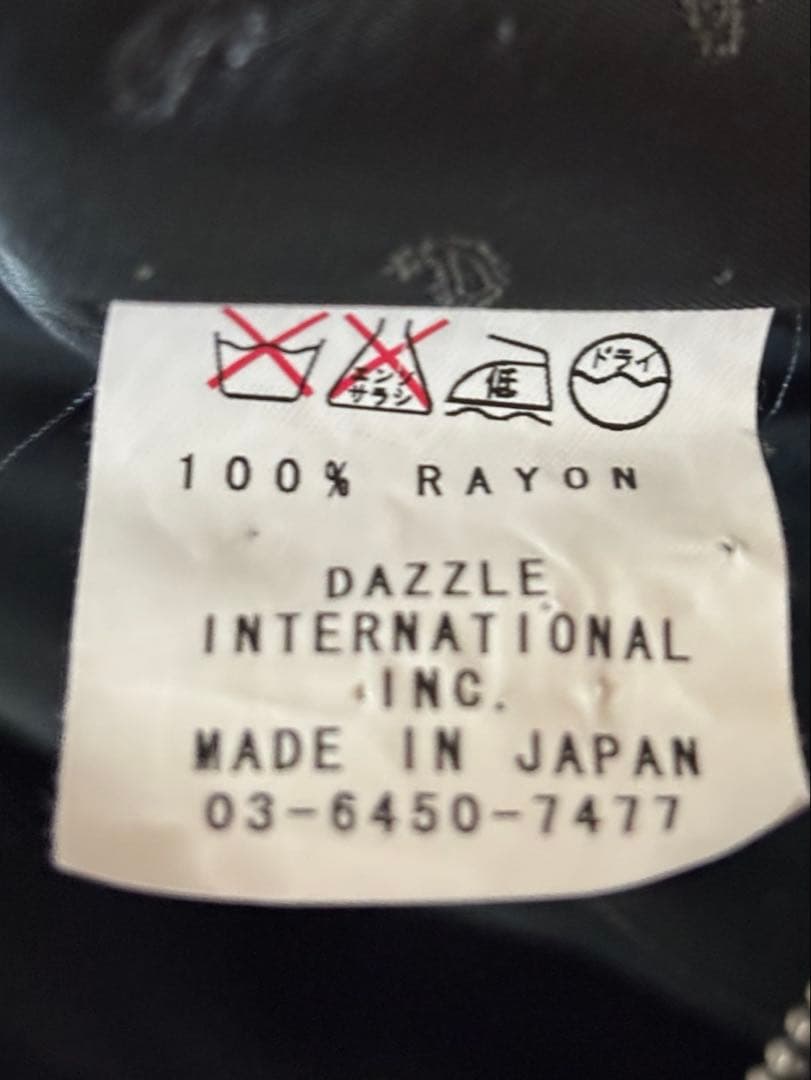 エンソ
サラシ
低
ドライ
100% RAYON
DAZZLE
INTERNATIONAL
INC.
MADE IN JAPAN
03-6450-7477